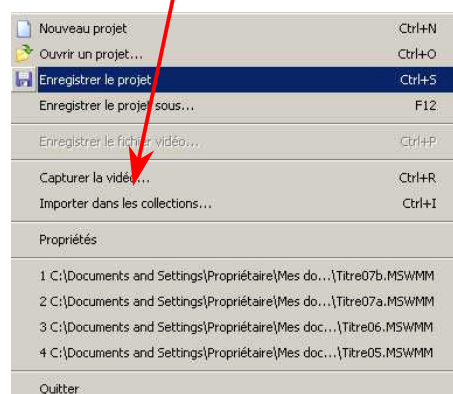 Nouveau projet Ctrl+N
Ouvrir un projet... Ctrl+O
Enregistrer le projet Ctrl+S
Enregistrer le projet sous... F12
Enregistrer le fichier vidéo... Ctrl+P
Capturer la vidéo... Ctrl+R
Importer dans les collections... Ctrl+I
Propriétés
1 C:\Documents and Settings\Propriétaire\Mes do...\Titre07b.MSWMM
2 C:\Documents and Settings\Propriétaire\Mes do...\Titre07a.MSWMM
3 C:\Documents and Settings\Propriétaire\Mes doc...\Titre06.MSWMM
4 C:\Documents and Settings\Propriétaire\Mes doc...\Titre05.MSWMM
Quitter